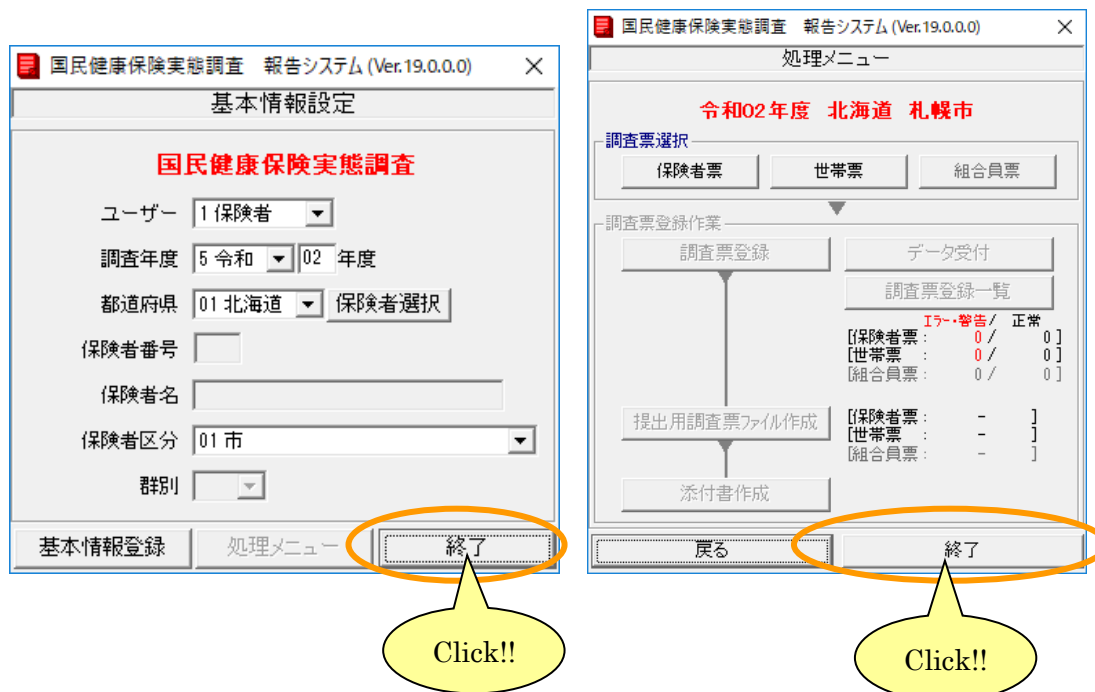 国民健康保険実態調査 報告システム (Ver.19.0.0.0)
基本情報設定
国民健康保険実態調査
ユーザー 1 保険者
調査年度 5 令和 02 年度
都道府県 01 北海道 保険者選択
保険者番号
保険者名
保険者区分 01 市
群別
基本情報登録 処理メニュー 終了
Click!!
国民健康保険実態調査 報告システム (Ver.19.0.0.0)
処理メニュー
令和02年度 北海道 札幌市
調査票選択
保険者票 世帯票 組合員票
調査票登録作業
調査票登録 データ受付
調査票登録一覧
エラー・警告/ 正常
[保険者票: 0/ 0]
[世帯票 : 0/ 0]
[組合員票: 0/ 0]
提出用調査票ファイル作成
[保険者票: - ]
[世帯票 : - ]
[組合員票: - ]
添付書作成
戻る 終了
Click!!